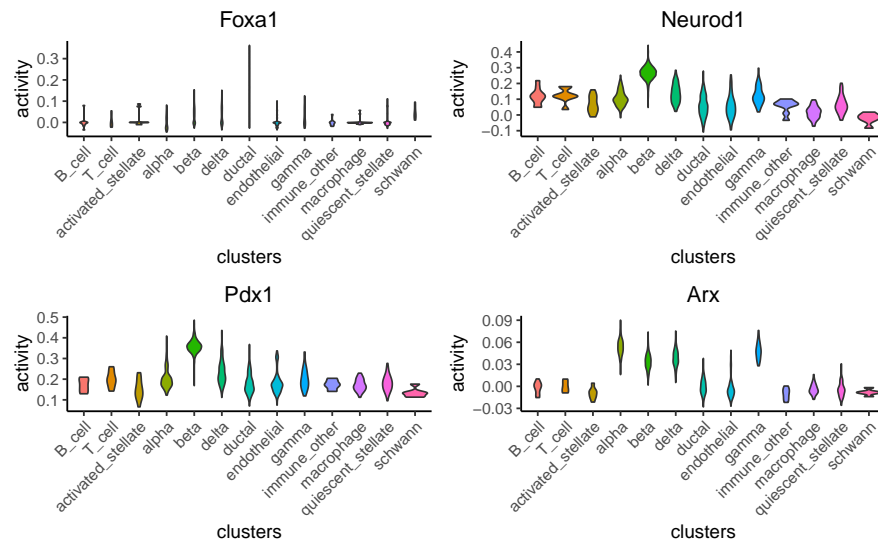 Foxa1
activity
0.3
0.2
0.1
0.0
B_cell
T_cell
activated_stellate
alpha
beta
delta
ductal
endothelial
gamma
immune_other
macrophage
quiescent_stellate
schwann
clusters
Neurod1
activity
0.4
0.3
0.2
0.1
0.0
−0.1
B_cell
T_cell
activated_stellate
alpha
beta
delta
ductal
endothelial
gamma
immune_other
macrophage
quiescent_stellate
schwann
clusters
Pdx1
activity
0.5
0.4
0.3
0.2
0.1
B_cell
T_cell
activated_stellate
alpha
beta
delta
ductal
endothelial
gamma
immune_other
macrophage
quiescent_stellate
schwann
clusters
Arx
activity
0.09
0.06
0.03
0.00
−0.03
B_cell
T_cell
activated_stellate
alpha
beta
delta
ductal
endothelial
gamma
immune_other
macrophage
quiescent_stellate
schwann
clusters